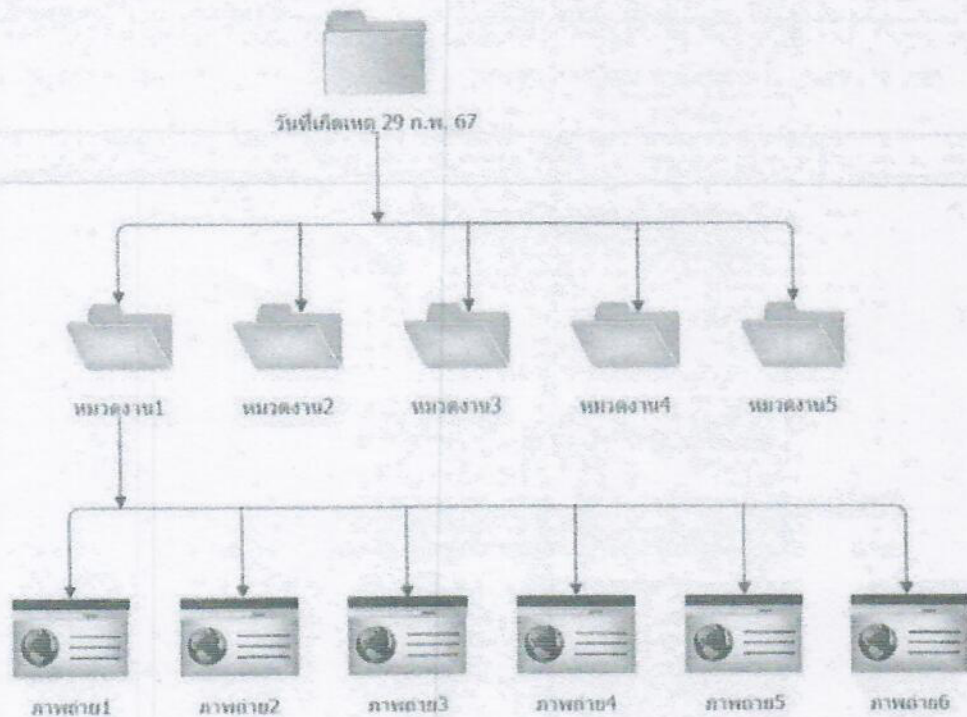 วันที่เกิดเหตุ 29 ก.พ. 67
หมวดงาน1 หมวดงาน2 หมวดงาน3 หมวดงาน4 หมวดงาน5
ภาพถ่าย1 ภาพถ่าย2 ภาพถ่าย3 ภาพถ่าย4 ภาพถ่าย5 ภาพถ่าย6